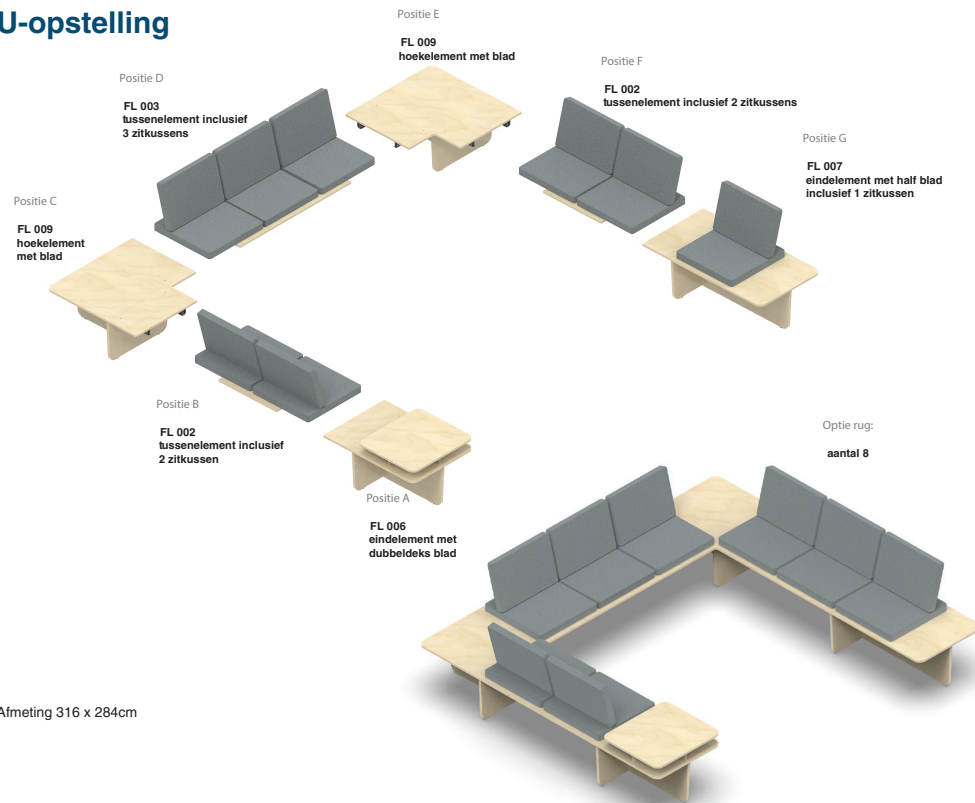 U-opstelling
Positie E
FL 009
hoekelement met blad
Positie D
FL 003
tussenelement inclusief
3 zitkussens
Positie F
FL 002
tussenelement inclusief 2 zitkussens
Positie G
FL 007
eindelement met half blad
inclusief 1 zitkussen
Positie C
FL 009
hoekelement
met blad
Positie B
FL 002
tussenelement inclusief
2 zitkussen
Positie A
FL 006
eindelement met
dubbeldeks blad
Optie rug:
aantal 8
Afmeting 316 x 284cm